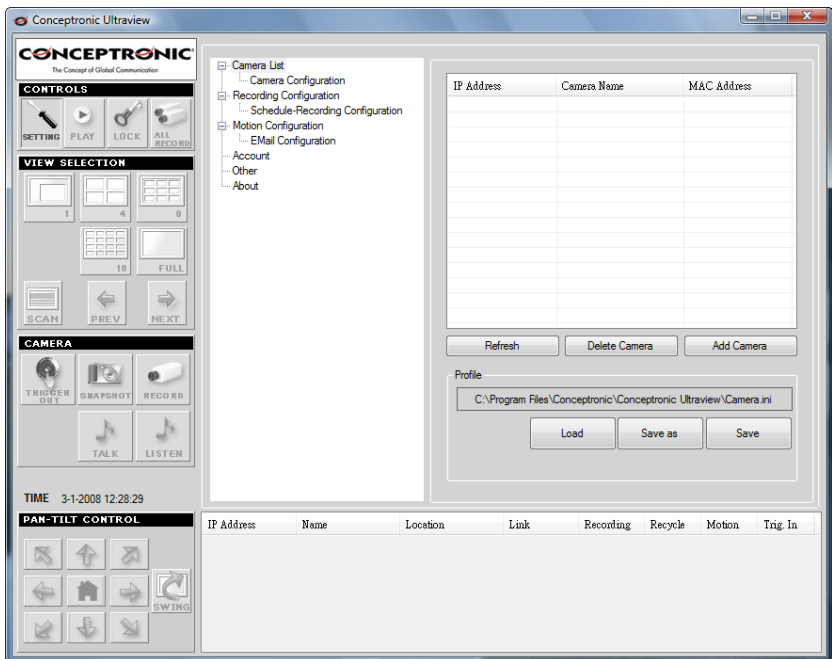 Conceptronic Ultraview
CONCEPTRONIC
The Concept of Global Communication
CONTROLS
SETTING PLAY LOCK ALL RECORD
VIEW SELECTION
1 4 9
16 FULL
SCAN PREV NEXT
CAMERA
TRIGGER OUT SNAPSHOT RECORD
TALK LISTEN
TIME 3-1-2008 12:28:29
PAN-TILT CONTROL
SWING
Camera List
Camera Configuration
Recording Configuration
Schedule-Recording Configuration
Motion Configuration
EMail Configuration
Account
Other
About
IP Address Camera Name MAC Address
Refresh Delete Camera Add Camera
Profile
C:\Program Files\Conceptronic\Conceptronic Ultraview\Camera.ini
Load Save as Save
IP Address Name Location Link Recording Recycle Motion Trig. In